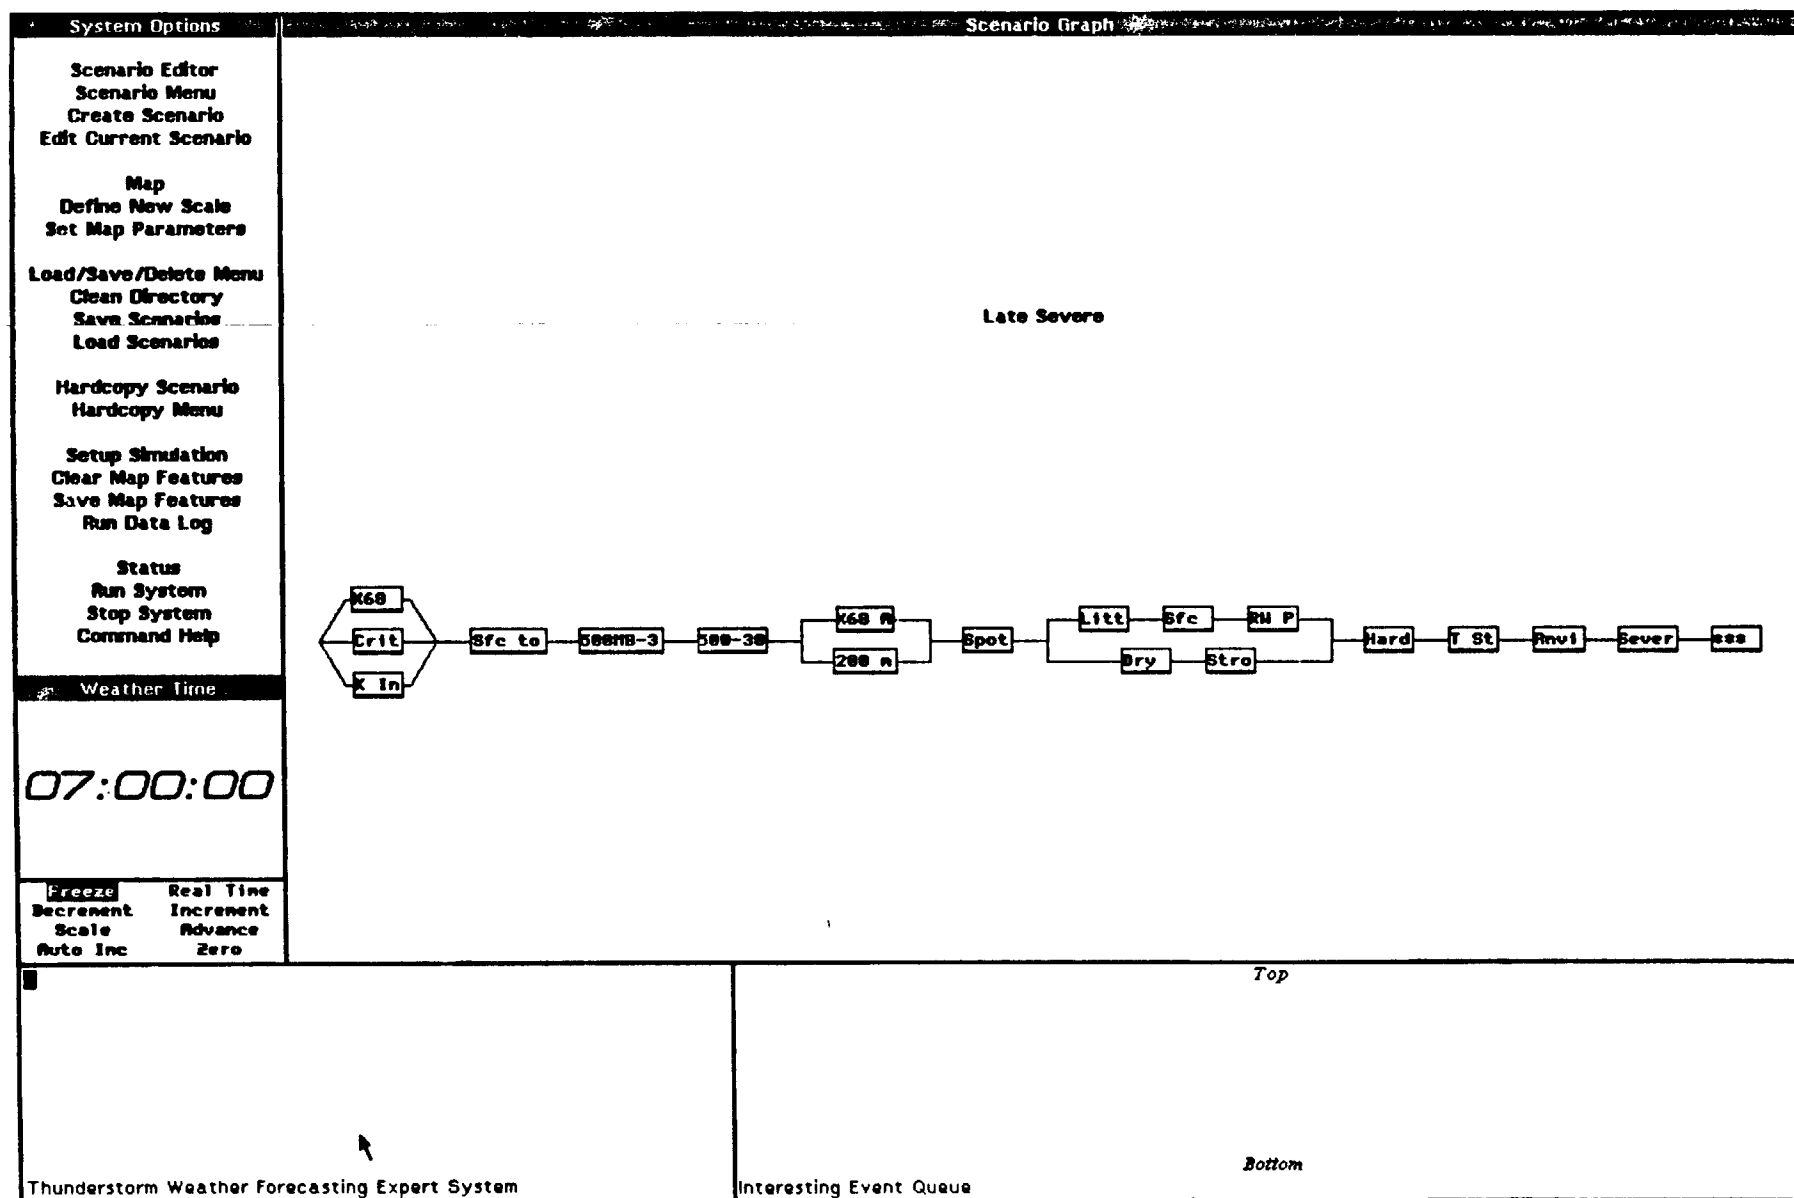 System Options
Scenario Editor
Scenario Menu
Create Scenario
Edit Current Scenario
Map
Define New Scale
Set Map Parameters
Load/Save/Delete Menu
Clean Directory
Save Scenarios
Load Scenarios
Hardcopy Scenario
Hardcopy Menu
Setup Simulation
Clear Map Features
Save Map Features
Run Data Log
Status
Run System
Stop System
Command Help
Weather Time
07:00:00
Freeze Real Time
Decrement Increment
Scale Advance
Auto Inc Zero
Scenario Graph
Late Severe
X68
Crit
X In
Sfc to
500MB-3
500-30
X68 A
200 m
Spot
Litt
Sfc
RW P
Dry
Stro
Hard
T St
Anvi
Sever
sss
Thunderstorm Weather Forecasting Expert System
Top
Bottom
Interesting Event Queue